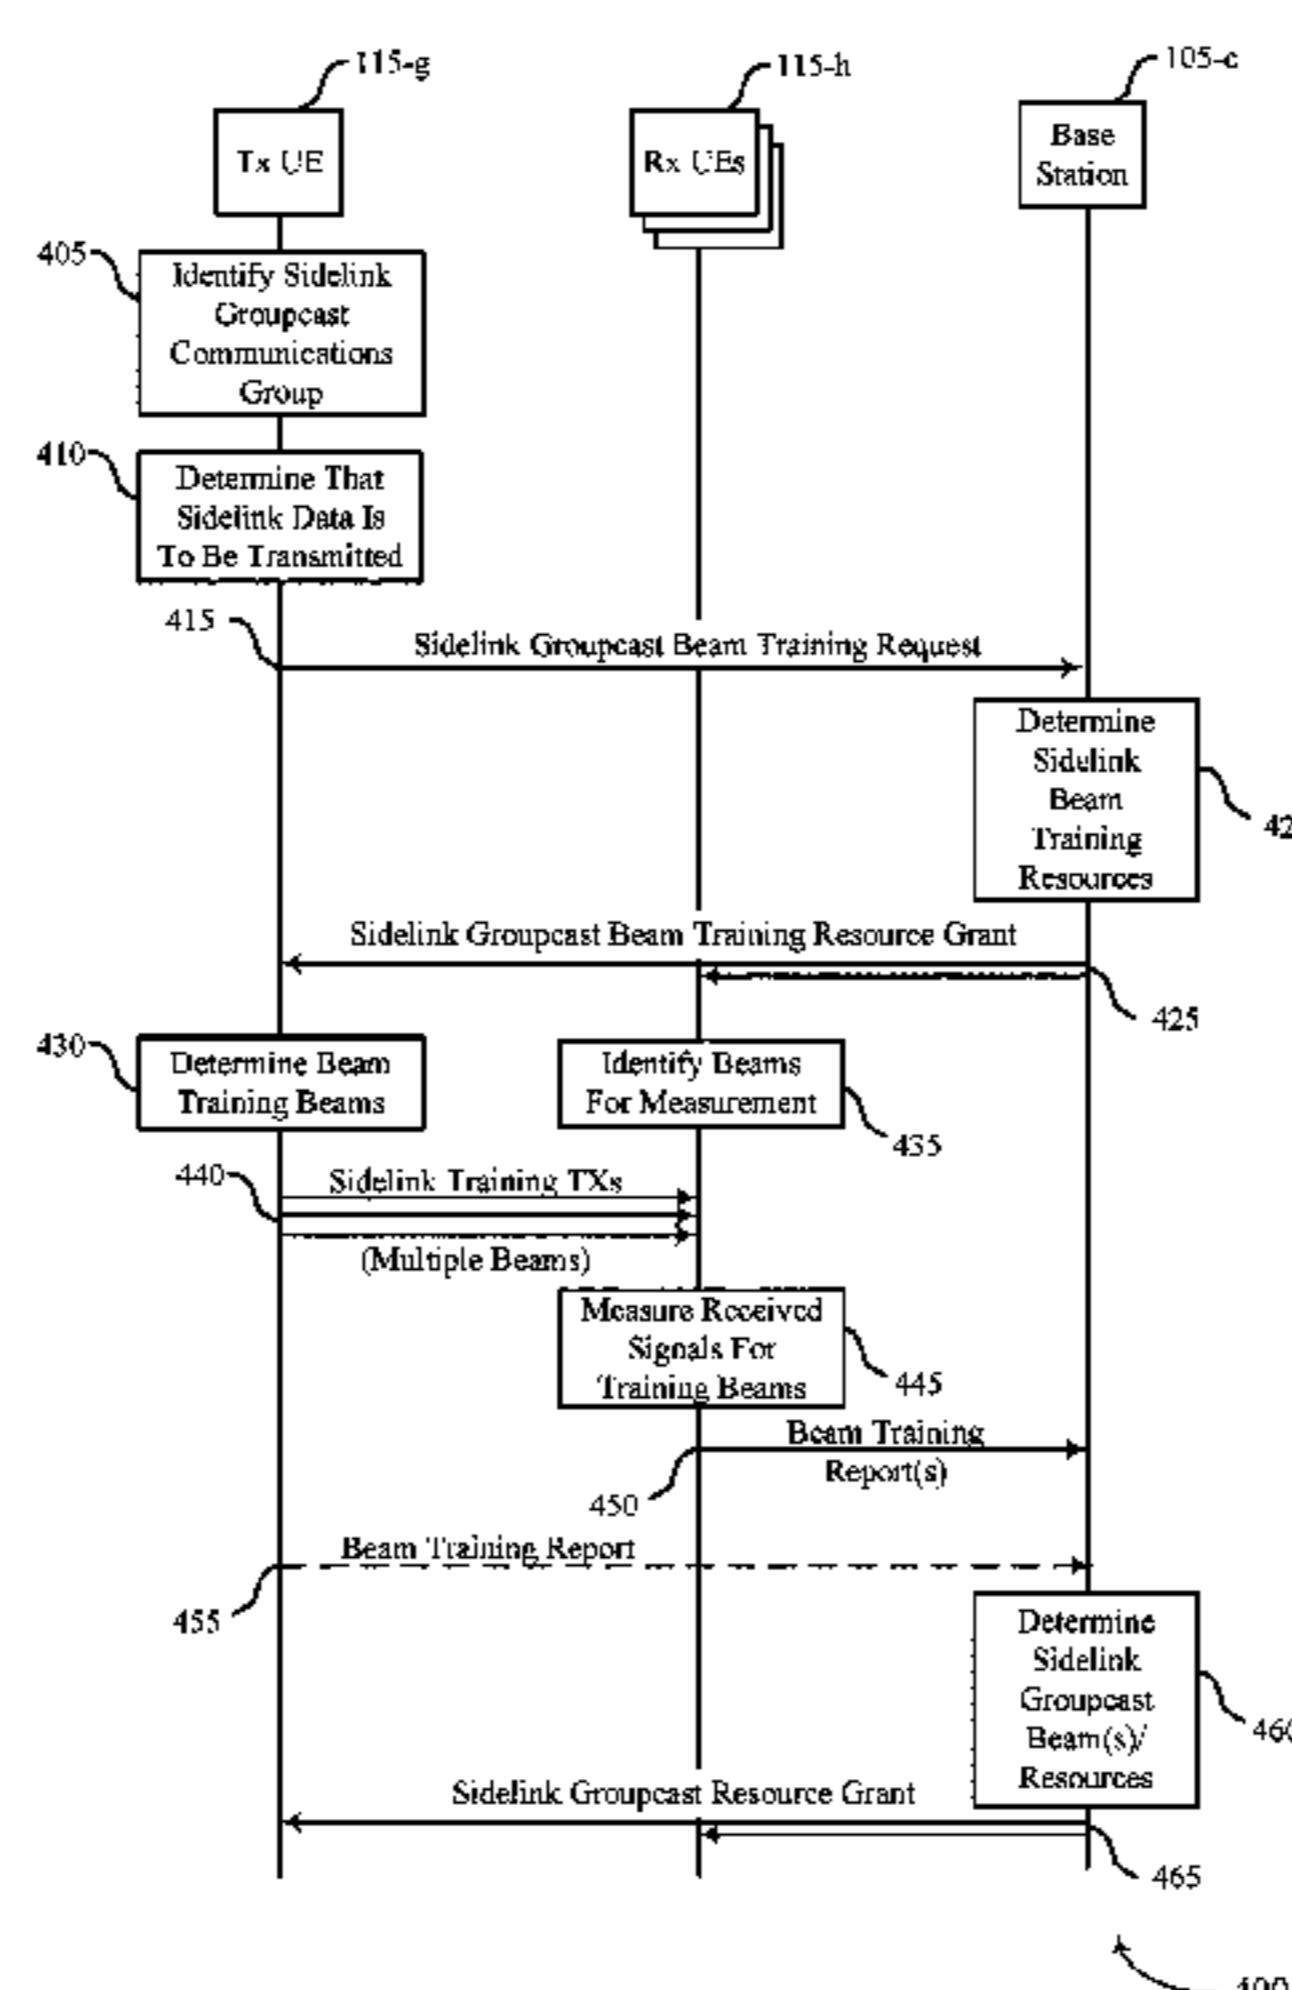 115-g
115-h
105-c
Tx UE
Rx UEs
Base
Station
405
Identify Sidelink
Groupcast
Communications
Group
410
Determine That
Sidelink Data Is
To Be Transmitted
415
Sidelink Groupcast Beam Training Request
Determine
Sidelink
Beam
Training
Resources
Sidelink Groupcast Beam Training Resource Grant
425
430
Determine Beam
Training Beams
Identify Beams
For Measurement
435
440
Sidelink Training TXs
(Multiple Beams)
Measure Received
Signals For
Training Beams
445
Beam Training
Report(s)
450
Beam Training Report
455
Determine
Sidelink
Groupcast
Beam(s)/
Resources
460
Sidelink Groupcast Resource Grant
465